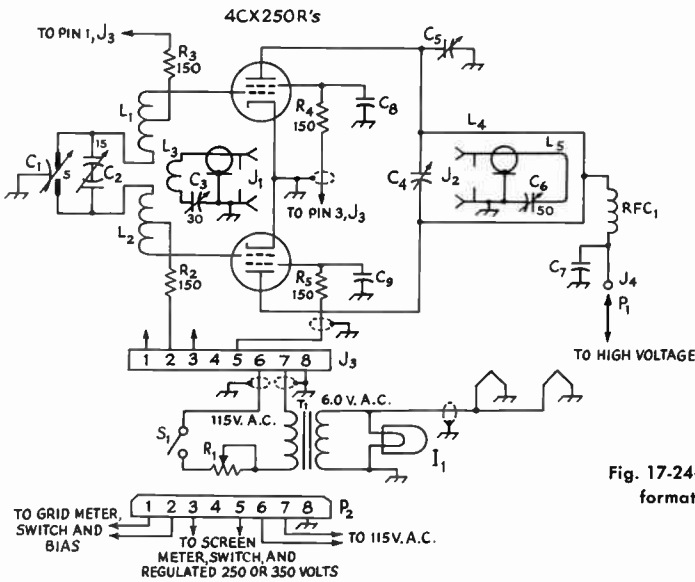 4CX250R's
TO PIN 1, J3
R3
150
C5
L1
R4
150
C8
L4
C1
5
15
C2
L3
C3
30
J1
C4
J2
L5
C6
50
TO PIN 3, J3
RFC1
L2
R2
150
R5
150
C9
C7
J4
P1
TO HIGH VOLTAGE
1 2 3 4 5 6 7 8
J3
115V. A.C.
T1
6.0 V. A.C.
S1
R1
I1
Fig. 17-24-
format
1 2 3 4 5 6 7 8
P2
TO GRID METER,
SWITCH AND
BIAS
TO SCREEN
METER, SWITCH, AND
REGULATED 250 OR 350 VOLTS
TO 115V. A.C.